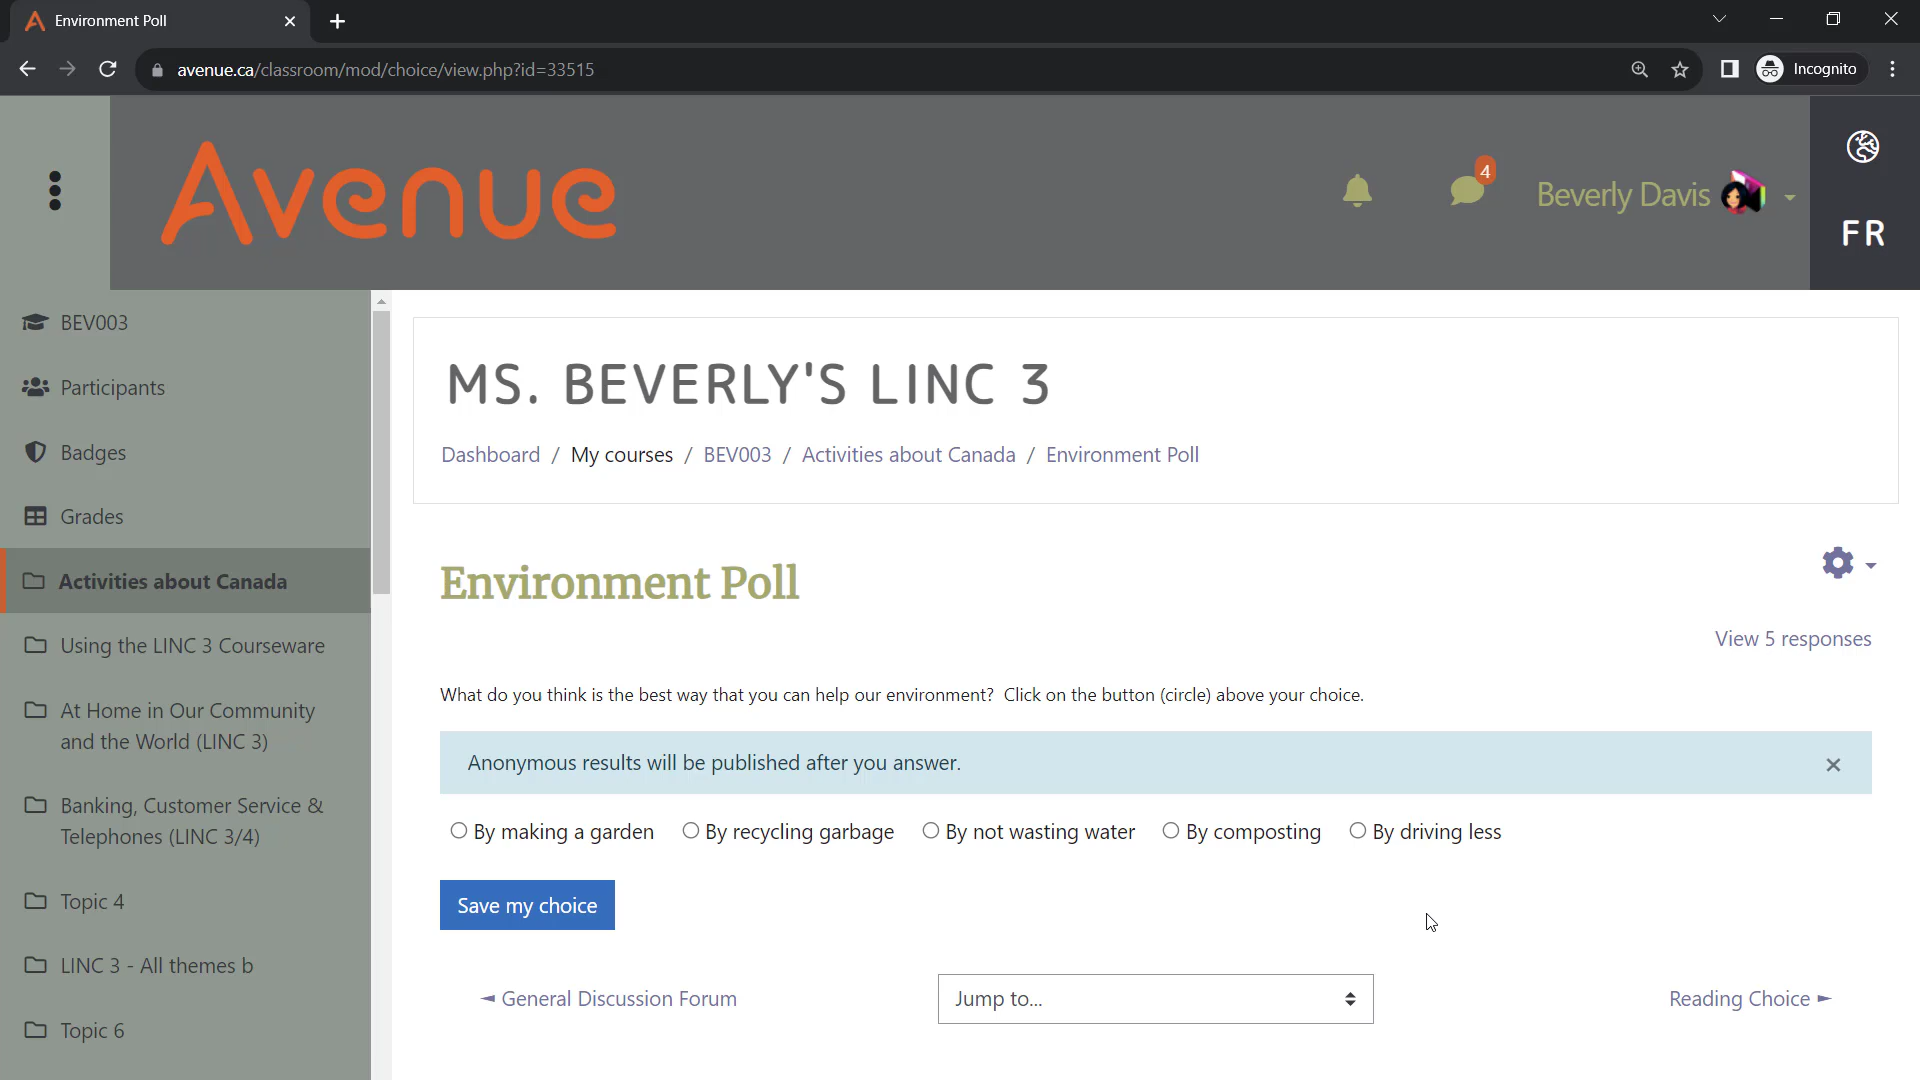 Environment Poll
avenue.ca/classroom/mod/choice/view.php?id=33515
Incognito
Avenue
4
Beverly Davis
FR
BEV003
Participants
Badges
Grades
Activities about Canada
Using the LINC 3 Courseware
At Home in Our Community
and the World (LINC 3)
Banking, Customer Service &
Telephones (LINC 3/4)
Topic 4
LINC 3 - All themes b
Topic 6
MS. BEVERLY'S LINC 3
Dashboard / My courses / BEV003 / Activities about Canada / Environment Poll
Environment Poll
View 5 responses
What do you think is the best way that you can help our environment? Click on the button (circle) above your choice.
Anonymous results will be published after you answer.
By making a garden By recycling garbage By not wasting water By composting By driving less
Save my choice
◄ General Discussion Forum
Jump to...
Reading Choice ►